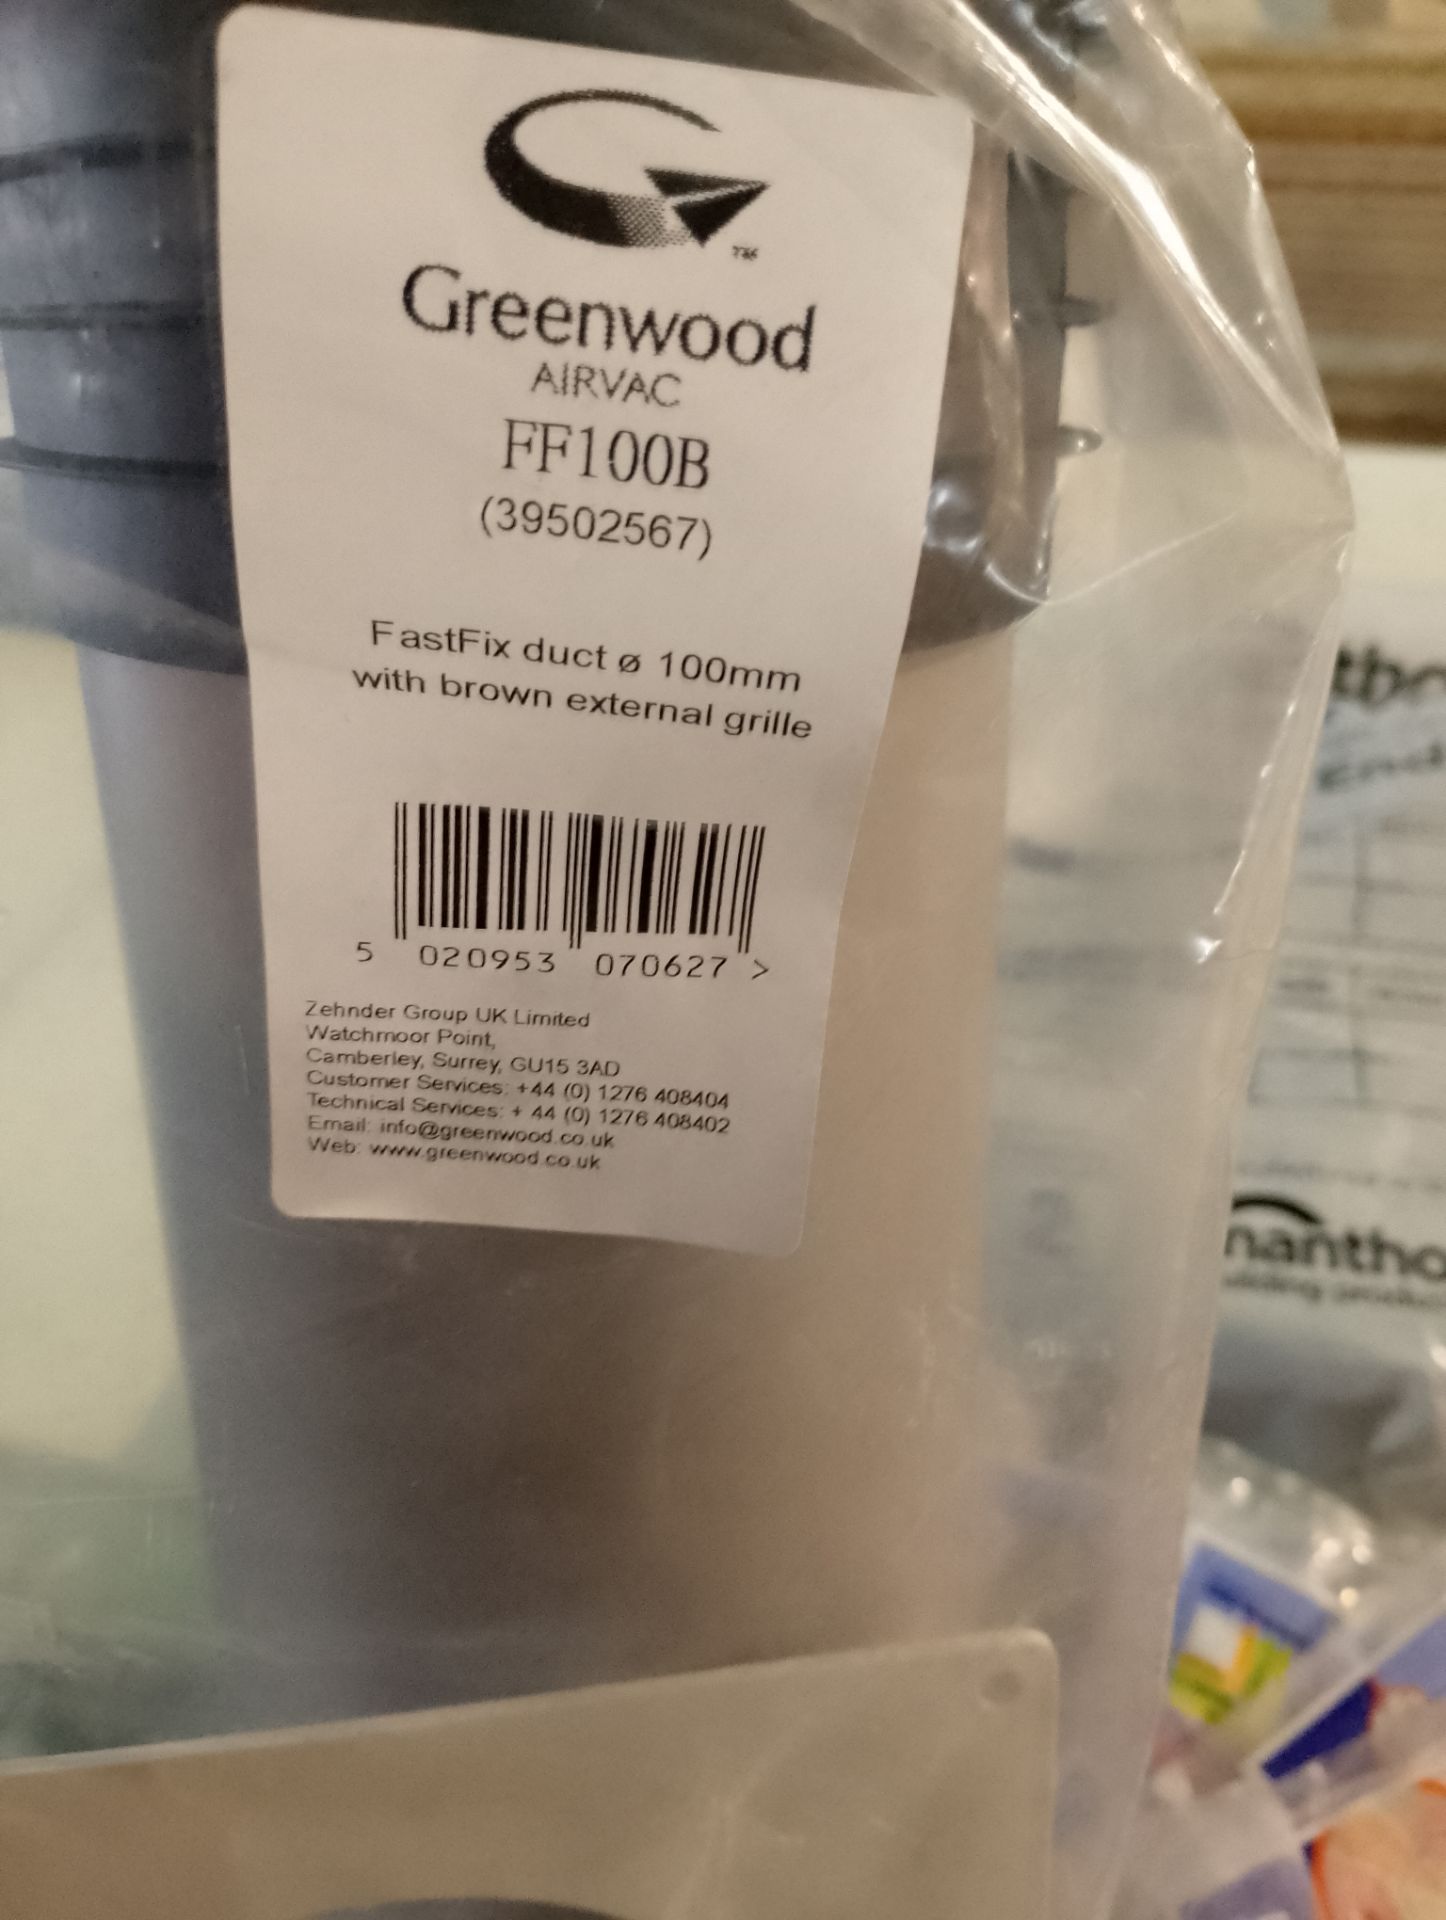 TM
Greenwood
AIRVAC
FF100B
(39502567)
FastFix duct ø 100mm
with brown external grille
5 020953 070627 >
Zehnder Group UK Limited
Watchmoor Point,
Camberley, Surrey, GU15 3AD
Customer Services: +44 (0) 1276 408404
Technical Services: + 44 (0) 1276 408402
Email: info@greenwood.co.uk
Web: www.greenwood.co.uk